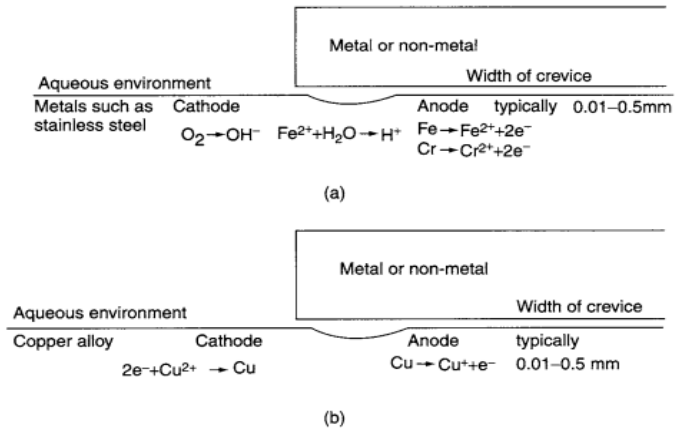 Metal or non-metal
Aqueous environment Width of crevice
Metals such as Cathode Anode typically 0.01–0.5mm
stainless steel
O₂→OH⁻ Fe²⁺+H₂O→H⁺ Fe→Fe²⁺+2e⁻
Cr→Cr²⁺+2e⁻
(a)
Metal or non-metal
Aqueous environment Width of crevice
Copper alloy Cathode Anode typically
2e⁻+Cu²⁺ → Cu Cu→Cu⁺+e⁻ 0.01–0.5 mm
(b)